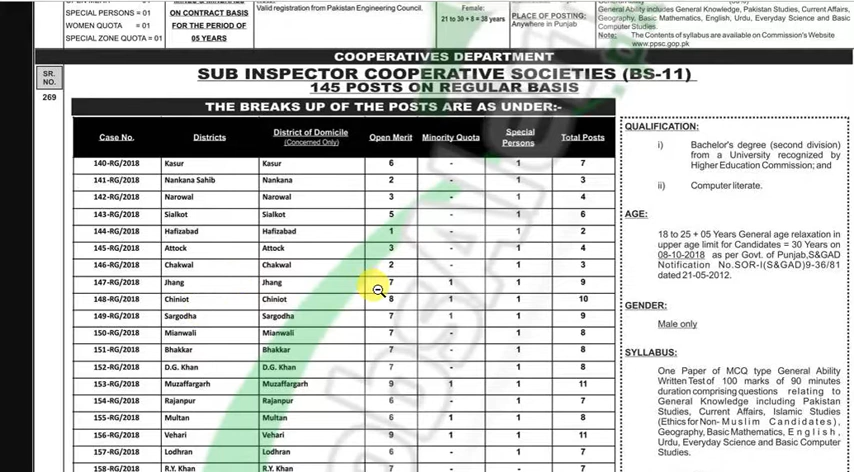 SPECIAL PERSONS = 01
WOMEN QUOTA = 01
SPECIAL ZONE QUOTA = 01
ON CONTRACT BASIS
FOR THE PERIOD OF
05 YEARS
Valid registration from Pakistan Engineering Council.
Female:
21 to 30 + 8 = 38 years
PLACE OF POSTING:
Anywhere in Punjab
General Ability includes General Knowledge, Pakistan Studies, Current Affairs,
Geography, Basic Mathematics, English, Urdu, Everyday Science and Basic
Computer Studies.
Note: The Contents of syllabus are available on Commission's Website
www.ppsc.gop.pk
COOPERATIVES DEPARTMENT
SR.
NO.
269
SUB INSPECTOR COOPERATIVE SOCIETIES (BS-11)
145 POSTS ON REGULAR BASIS
THE BREAKS UP OF THE POSTS ARE AS UNDER:-
Case No. Districts District of Domicile (Concerned Only) Open Merit Minority Quota Special Persons Total Posts
140-RG/2018 Kasur Kasur 6 - 1 7
141-RG/2018 Nankana Sahib Nankana 2 - 1 3
142-RG/2018 Narowal Narowal 3 - 1 4
143-RG/2018 Sialkot Sialkot 5 - 1 6
144-RG/2018 Hafizabad Hafizabad 1 - 1 2
145-RG/2018 Attock Attock 3 - 1 4
146-RG/2018 Chakwal Chakwal 2 - 1 3
147-RG/2018 Jhang Jhang 7 1 1 9
148-RG/2018 Chiniot Chiniot 8 1 1 10
149-RG/2018 Sargodha Sargodha 7 1 1 9
150-RG/2018 Mianwali Mianwali 7 - 1 8
151-RG/2018 Bhakkar Bhakkar 7 - 1 8
152-RG/2018 D.G. Khan D.G. Khan 7 - 1 8
153-RG/2018 Muzaffargarh Muzaffargarh 9 1 1 11
154-RG/2018 Rajanpur Rajanpur 6 - 1 7
155-RG/2018 Multan Multan 6 1 1 8
156-RG/2018 Vehari Vehari 9 1 1 11
157-RG/2018 Lodhran Lodhran 6 - 1 7
158-RG/2018 R.Y. Khan R.Y. Khan 7 - - 7
QUALIFICATION:
i) Bachelor's degree (second division)
from a University recognized by
Higher Education Commission; and
ii) Computer literate.
AGE:
18 to 25 + 05 Years General age relaxation in
upper age limit for Candidates = 30 Years on
08-10-2018 as per Govt. of Punjab,S&GAD
Notification No.SOR-I(S&GAD)9-36/81
dated 21-05-2012.
GENDER:
Male only
SYLLABUS:
One Paper of MCQ type General Ability
Written Test of 100 marks of 90 minutes
duration comprising questions relating to
General Knowledge including Pakistan
Studies, Current Affairs, Islamic Studies
(Ethics for Non- Muslim Candidates),
Geography, Basic Mathematics, English,
Urdu, Everyday Science and Basic Computer
Studies.